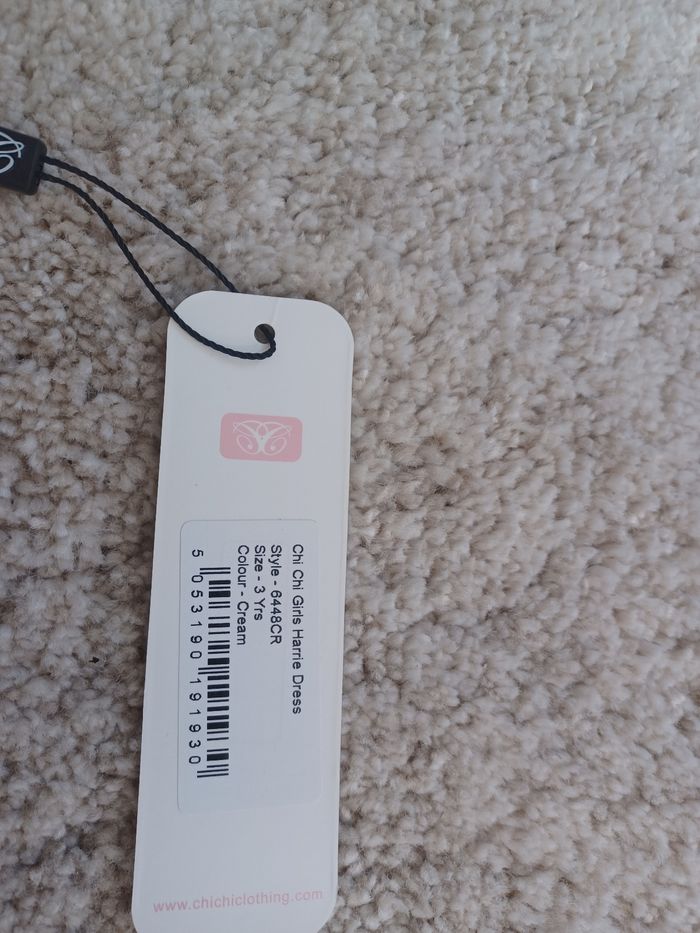 Chi Chi Girls Harrie Dress
Style - 6448CR
Size - 3 Yrs
Colour - Cream
5 053190 191930
www.chichiclothing.com